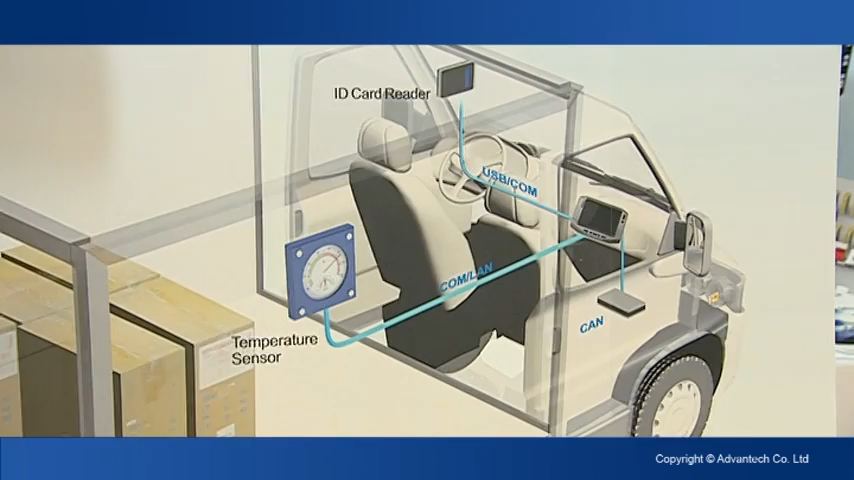 ID Card Reader
USB/COM
COM/LAN
CAN
Temperature
Sensor
Copyright © Advantech Co. Ltd